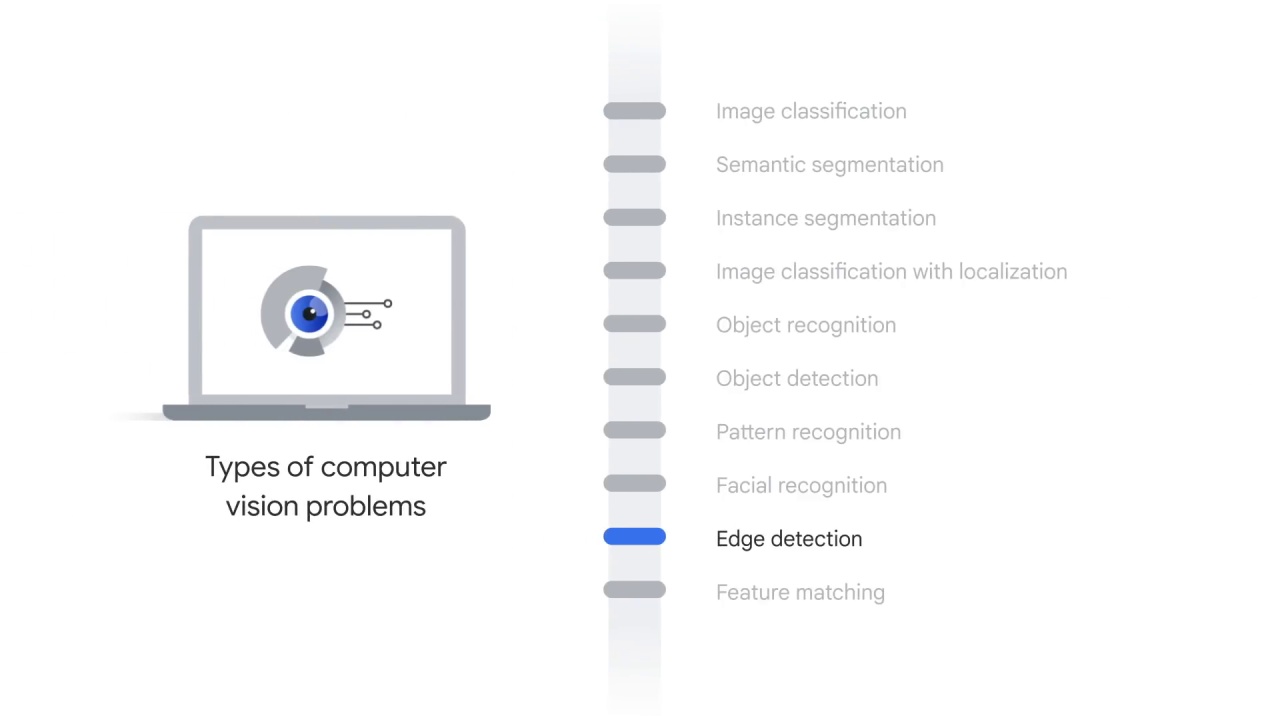 Types of computer
vision problems
Image classification
Semantic segmentation
Instance segmentation
Image classification with localization
Object recognition
Object detection
Pattern recognition
Facial recognition
Edge detection
Feature matching